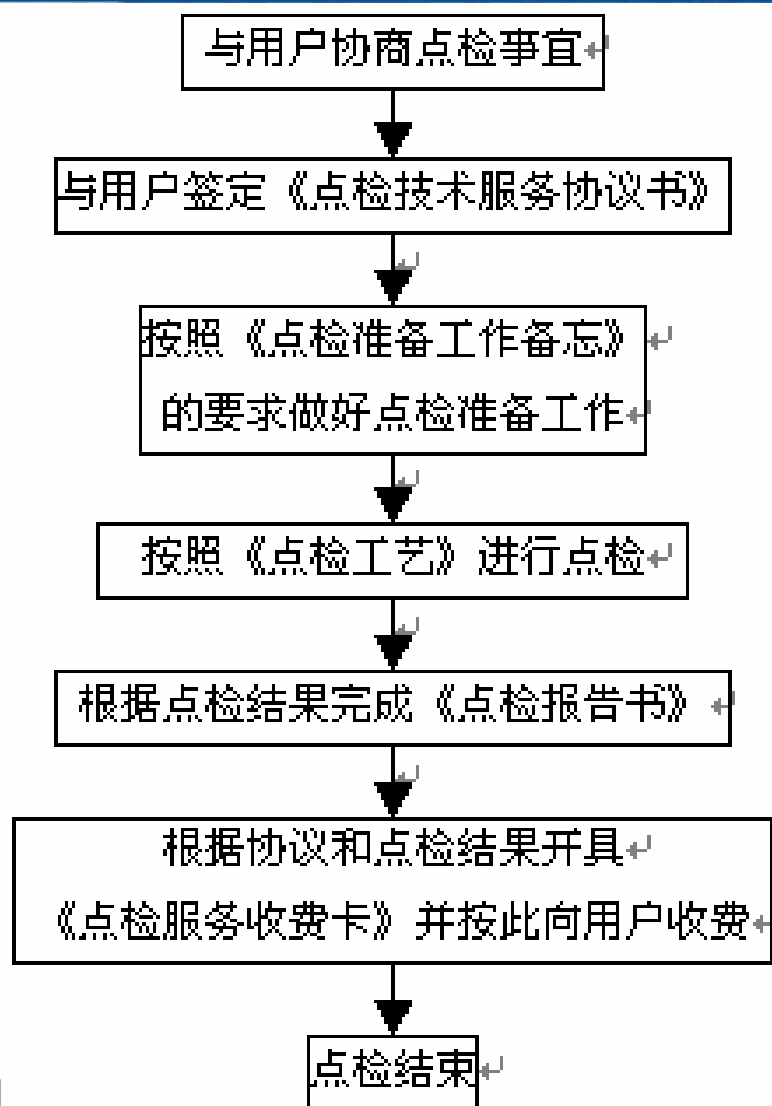 与用户协商点检事宜
与用户签定《点检技术服务协议书》
按照《点检准备工作备忘》
的要求做好点检准备工作
按照《点检工艺》进行点检
根据点检结果完成《点检报告书》
根据协议和点检结果开具
《点检服务收费卡》并按此向用户收费
点检结束